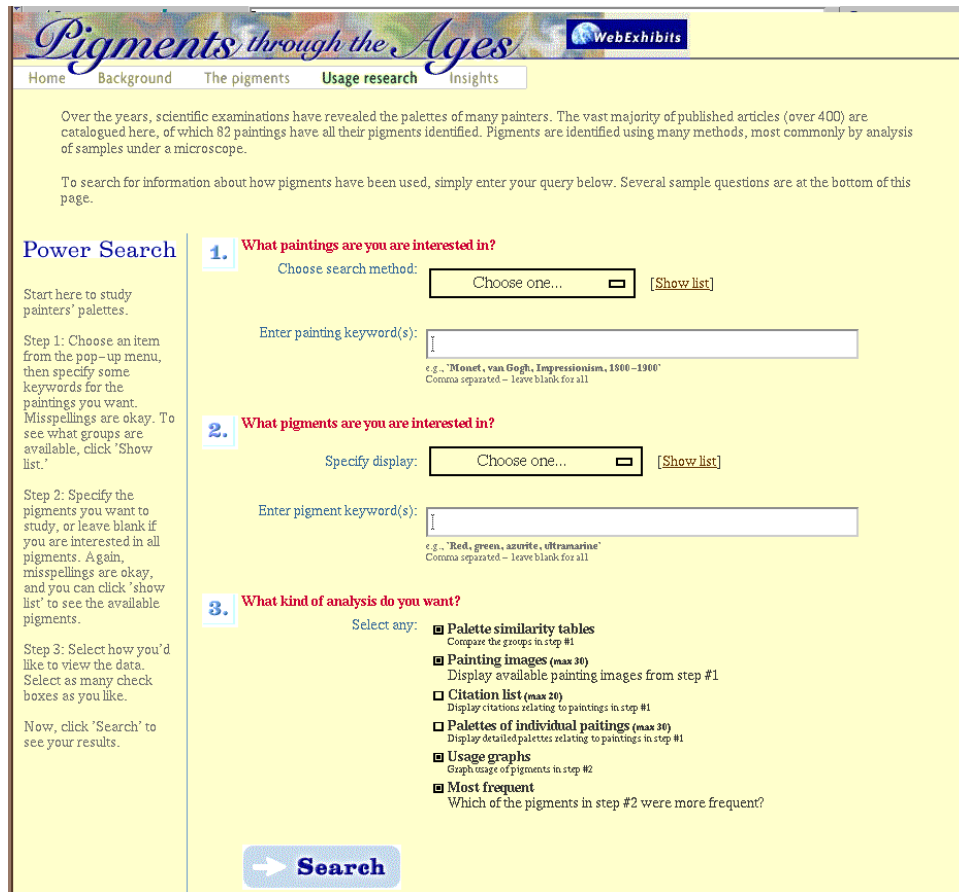 Pigments through the Ages
WebExhibits
Home Background The pigments Usage research Insights
Over the years, scientific examinations have revealed the palettes of many painters. The vast majority of published articles (over 400) are
catalogued here, of which 82 paintings have all their pigments identified. Pigments are identified using many methods, most commonly by analysis
of samples under a microscope.
To search for information about how pigments have been used, simply enter your query below. Several sample questions are at the bottom of this
page.
Power Search
Start here to study
painters' palettes.
Step 1: Choose an item
from the pop-up menu,
then specify some
keywords for the
paintings you want.
Misspellings are okay. To
see what groups are
available, click 'Show
list.'
Step 2: Specify the
pigments you want to
study, or leave blank if
you are interested in all
pigments. Again,
misspellings are okay,
and you can click 'show
list' to see the available
pigments.
Step 3: Select how you'd
like to view the data.
Select as many check
boxes as you like.
Now, click 'Search' to
see your results.
1. What paintings are you are interested in?
Choose search method: Choose one... [Show list]
Enter painting keyword(s):
e.g., "Monet, van Gogh, Impressionism, 1800-1900"
Comma separated - leave blank for all
2. What pigments are you are interested in?
Specify display: Choose one... [Show list]
Enter pigment keyword(s):
e.g., "Red, green, azurite, ultramarine"
Comma separated - leave blank for all
3. What kind of analysis do you want?
Select any:
Palette similarity tables
Compare the groups in step #1
Painting images (max 30)
Display available painting images from step #1
Citation list (max 20)
Display citations relating to paintings in step #1
Palettes of individual paitings (max 30)
Display detailed palettes relating to paintings in step #1
Usage graphs
Graph usage of pigments in step #2
Most frequent
Which of the pigments in step #2 were more frequent?
Search